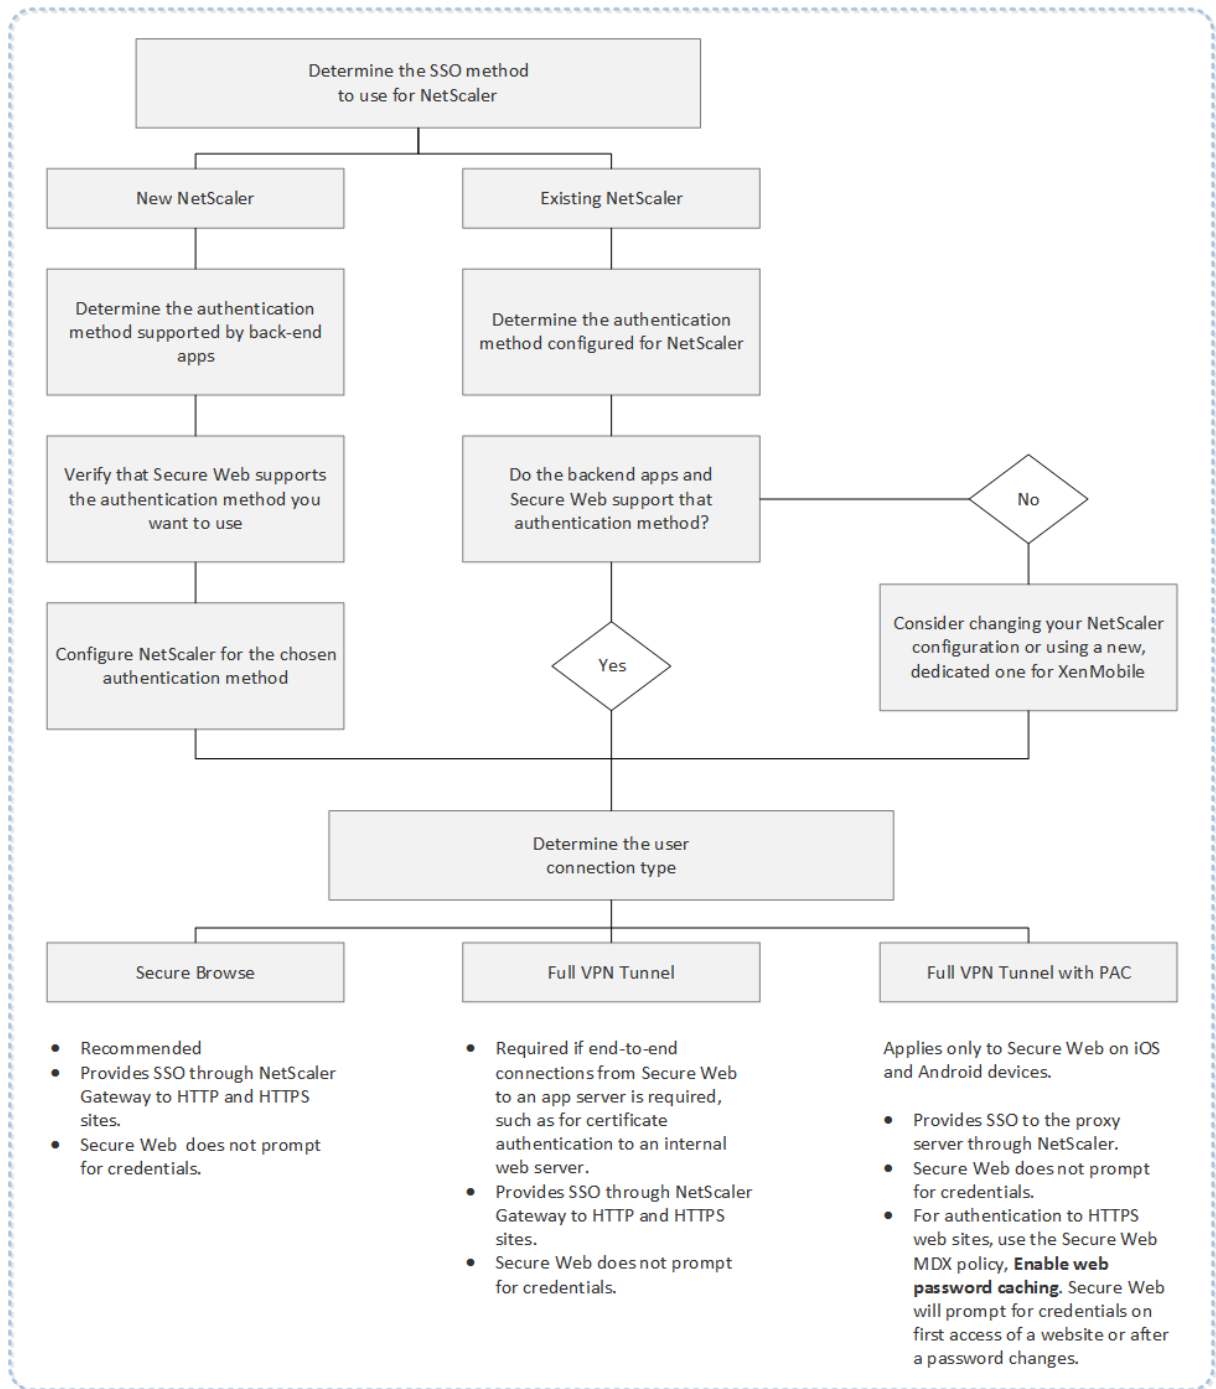 Determine the SSO method
to use for NetScaler
New NetScaler
Existing NetScaler
Determine the authentication
method supported by back-end
apps
Determine the authentication
method configured for NetScaler
Verify that Secure Web supports
the authentication method you
want to use
Do the backend apps and
Secure Web support that
authentication method?
No
Configure NetScaler for the chosen
authentication method
Yes
Consider changing your NetScaler
configuration or using a new,
dedicated one for XenMobile
Determine the user
connection type
Secure Browse
Full VPN Tunnel
Full VPN Tunnel with PAC
• Recommended
• Provides SSO through NetScaler
Gateway to HTTP and HTTPS
sites.
• Secure Web does not prompt
for credentials.
• Required if end-to-end
connections from Secure Web
to an app server is required,
such as for certificate
authentication to an internal
web server.
• Provides SSO through NetScaler
Gateway to HTTP and HTTPS
sites.
• Secure Web does not prompt
for credentials.
Applies only to Secure Web on iOS
and Android devices.
• Provides SSO to the proxy
server through NetScaler.
• Secure Web does not prompt
for credentials.
• For authentication to HTTPS
web sites, use the Secure Web
MDX policy, Enable web
password caching. Secure Web
will prompt for credentials on
first access of a website or after
a password changes.